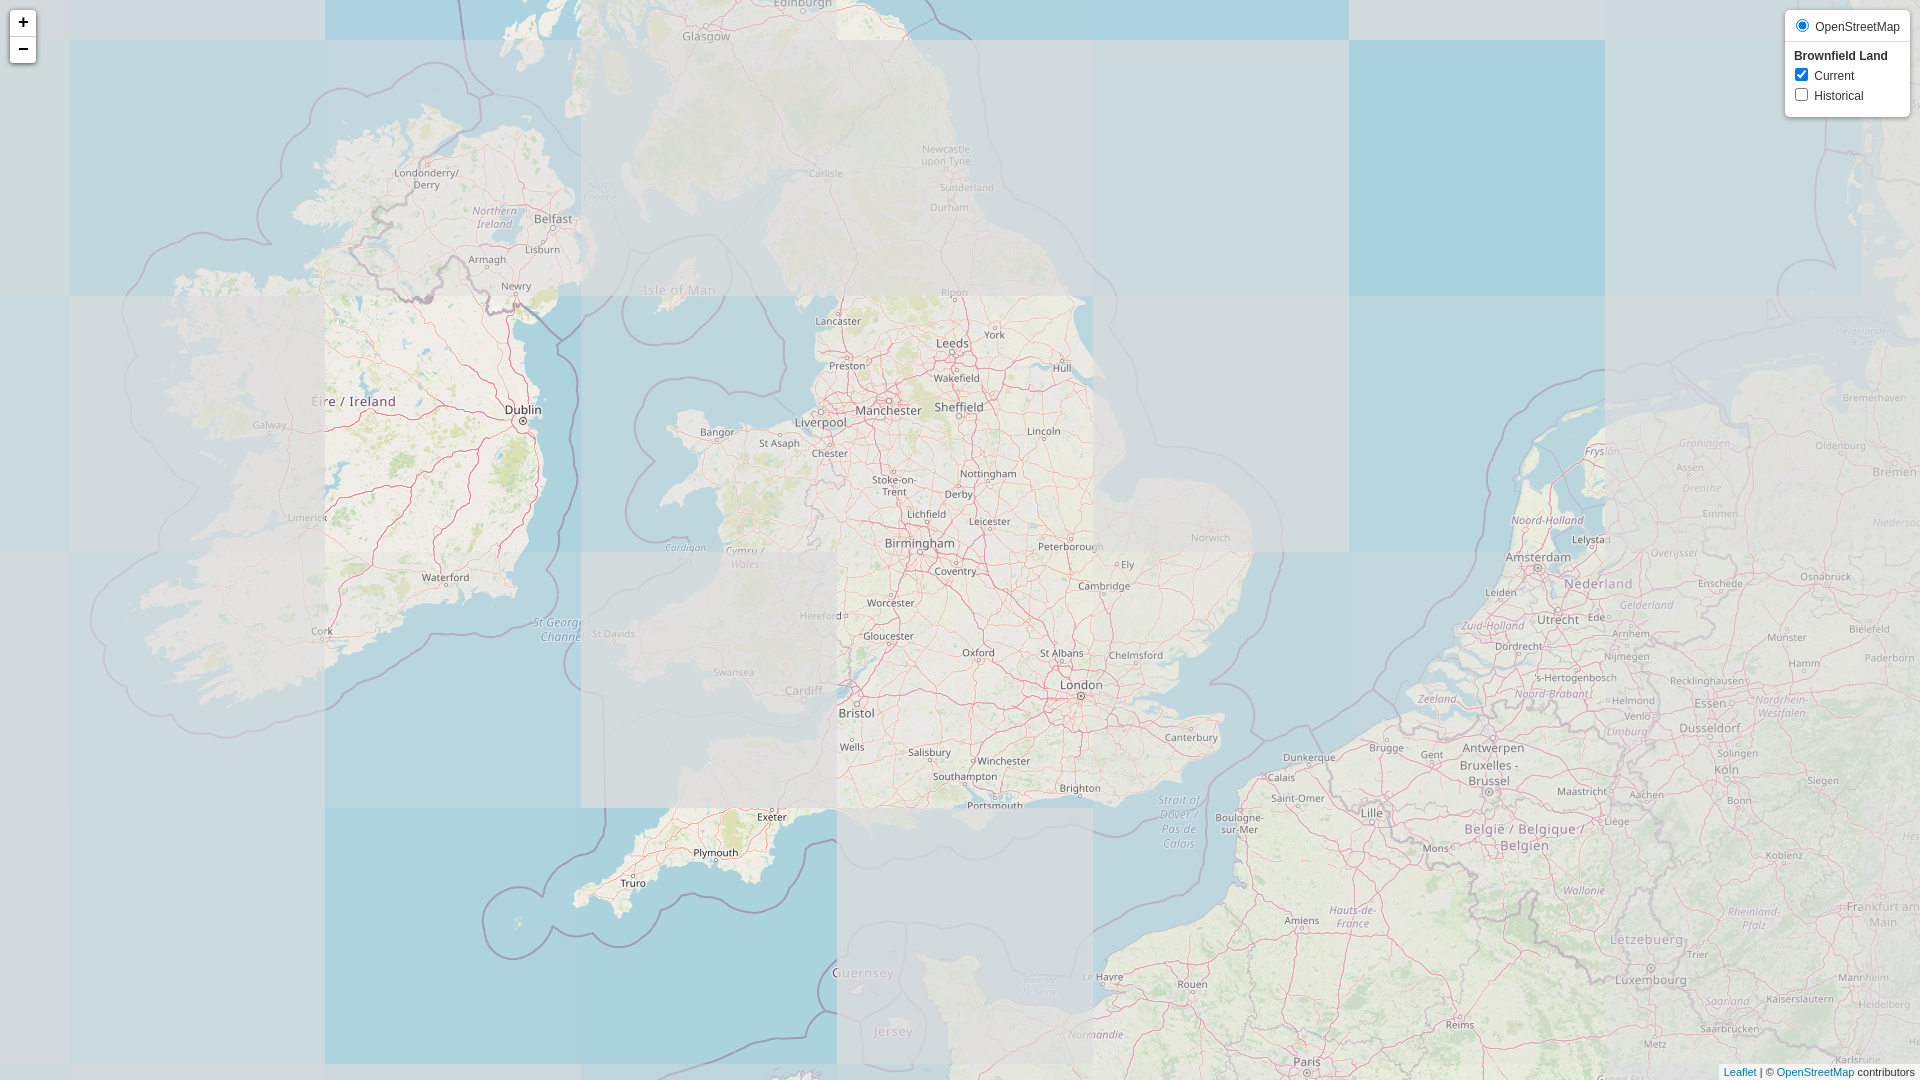 +
−
OpenStreetMap
Brownfield Land
Current
Historical
Edinburgh
Glasgow
Newcastle
upon Tyne
Carlisle
Sunderland
Durham
North
Channel
Londonderry/
Derry
Northern
Ireland
Belfast
Lisburn
Armagh
Newry
Isle of Man
Ripon
Lancaster
York
Leeds
Preston
Hull
Wakefield
Éire / Ireland
Dublin
Manchester
Sheffield
Liverpool
Galway
Bangor
St Asaph
Lincoln
Chester
Nottingham
Stoke-on-
Trent
Derby
Lichfield
Leicester
Limerick
Birmingham
Peterborough
Norwich
Cardigan
Bay
Cymru /
Wales
Coventry
Ely
Waterford
Cambridge
Worcester
Hereford
St George's
Channel
St Davids
Cork
Gloucester
Oxford
St Albans
Chelmsford
Swansea
London
Cardiff
Bristol
Canterbury
Wells
Salisbury
Winchester
Southampton
Brighton
Portsmouth
Strait of
Dover /
Pas de
Calais
Exeter
Plymouth
Truro
Guernsey
Jersey
Baie de
la Seine
Le Havre
Rouen
Normandie
Amiens
Hauts-de-
France
Reims
Paris
Boulogne-
sur-Mer
Saint-Omer
Calais
Dunkerque
Lille
Brugge
Gent
Antwerpen
Bruxelles -
Brussel
België / Belgique /
Belgien
Mons
Liège
Wallonie
Maastricht
Aachen
Lëtzebuerg
Luxembourg
Trier
Metz
Saarland
Saarbrücken
Kaiserslautern
Mannheim
Heidelberg
Karlsruhe
Rheinland-
Pfalz
Frankfurt am
Main
Koblenz
Siegen
Bonn
Köln
Solingen
Düsseldorf
Essen
Recklinghausen
Nordrhein-
Westfalen
Hamm
Paderborn
Bielefeld
Münster
Osnabrück
Enschede
Overijssel
Emmen
Drenthe
Assen
Groningen
Oldenburg
Bremen
Bremerhaven
Helgoländer
Bucht
Fryslân
Noord-Holland
Lelystad
Amsterdam
Nederland
Leiden
Utrecht
Ede
Gelderland
Arnhem
Zuid-Holland
Dordrecht
Nijmegen
's-Hertogenbosch
Noord-Brabant
Zeeland
Helmond
Venlo
Limburg
Leaflet | © OpenStreetMap contributors